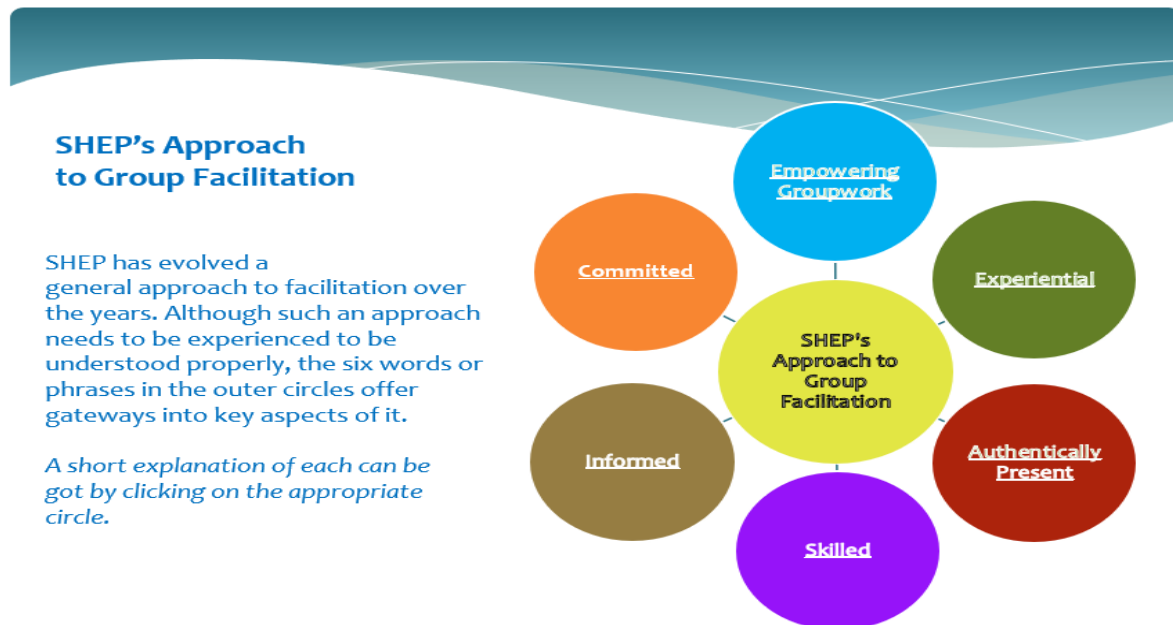 SHEP's Approach
to Group Facilitation
SHEP has evolved a
general approach to facilitation over
the years. Although such an approach
needs to be experienced to be
understood properly, the six words or
phrases in the outer circles offer
gateways into key aspects of it.
A short explanation of each can be
got by clicking on the appropriate
circle.
Empowering
Groupwork
Experiential
Authentically
Present
Skilled
Informed
Committed
SHEP's
Approach to
Group
Facilitation